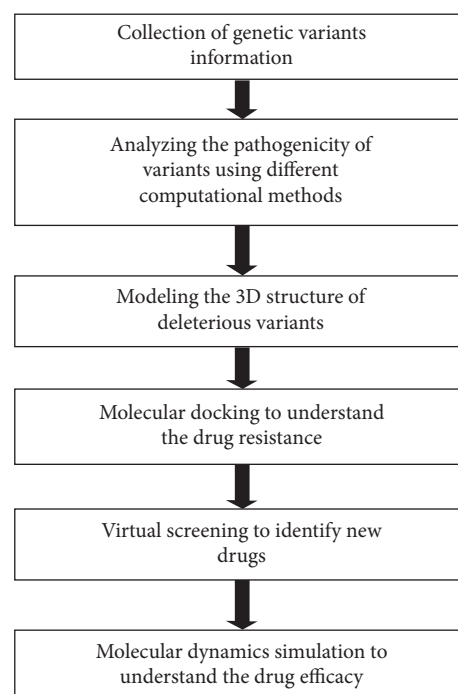 Collection of genetic variants
information
Analyzing the pathogenicity of
variants using different
computational methods
Modeling the 3D structure of
deleterious variants
Molecular docking to understand
the drug resistance
Virtual screening to identify new
drugs
Molecular dynamics simulation to
understand the drug efficacy